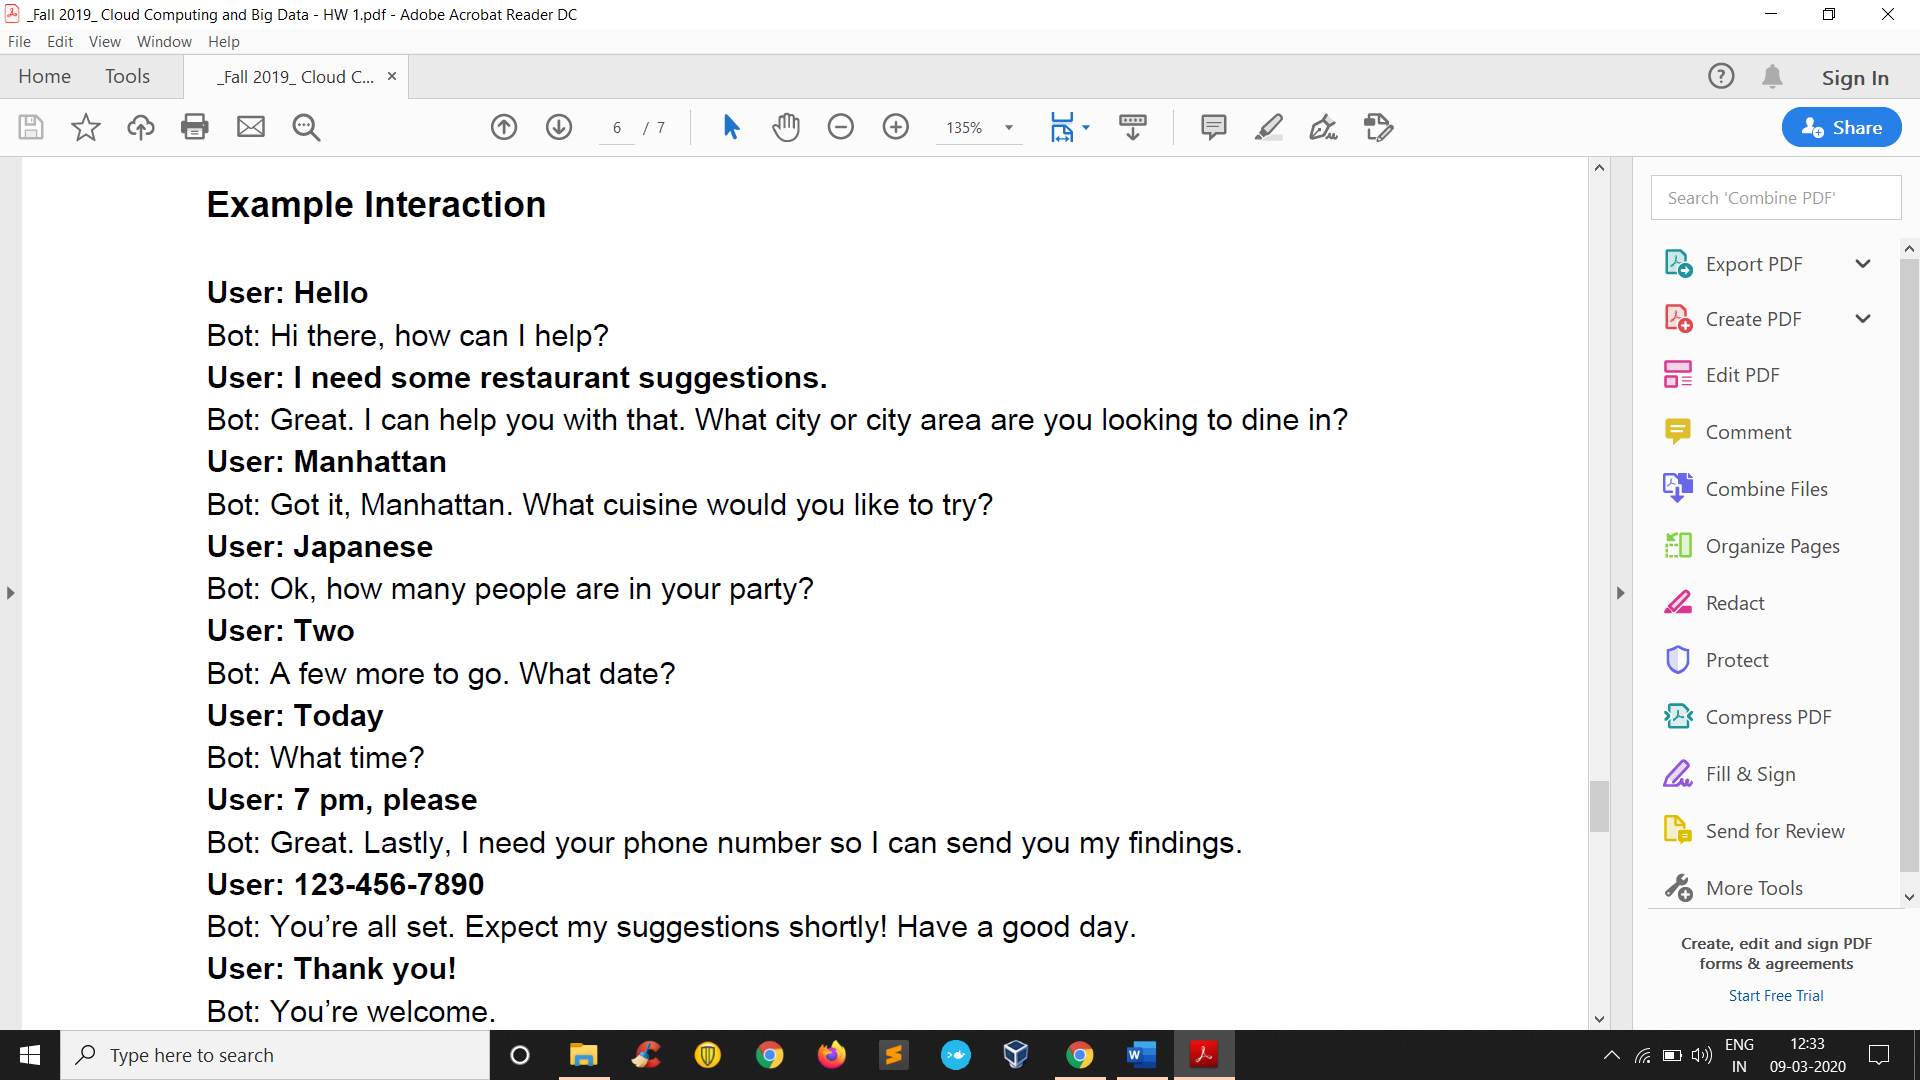 _Fall 2019_ Cloud Computing and Big Data - HW 1.pdf - Adobe Acrobat Reader DC
File Edit View Window Help
Home Tools _Fall 2019_ Cloud C... Sign In
6 / 7 135% Share
Example Interaction
User: Hello
Bot: Hi there, how can I help?
User: I need some restaurant suggestions.
Bot: Great. I can help you with that. What city or city area are you looking to dine in?
User: Manhattan
Bot: Got it, Manhattan. What cuisine would you like to try?
User: Japanese
Bot: Ok, how many people are in your party?
User: Two
Bot: A few more to go. What date?
User: Today
Bot: What time?
User: 7 pm, please
Bot: Great. Lastly, I need your phone number so I can send you my findings.
User: 123-456-7890
Bot: You’re all set. Expect my suggestions shortly! Have a good day.
User: Thank you!
Bot: You’re welcome.
Search 'Combine PDF'
Export PDF
Create PDF
Edit PDF
Comment
Combine Files
Organize Pages
Redact
Protect
Compress PDF
Fill & Sign
Send for Review
More Tools
Create, edit and sign PDF
forms & agreements
Start Free Trial
Type here to search
ENG
IN
12:33
09-03-2020